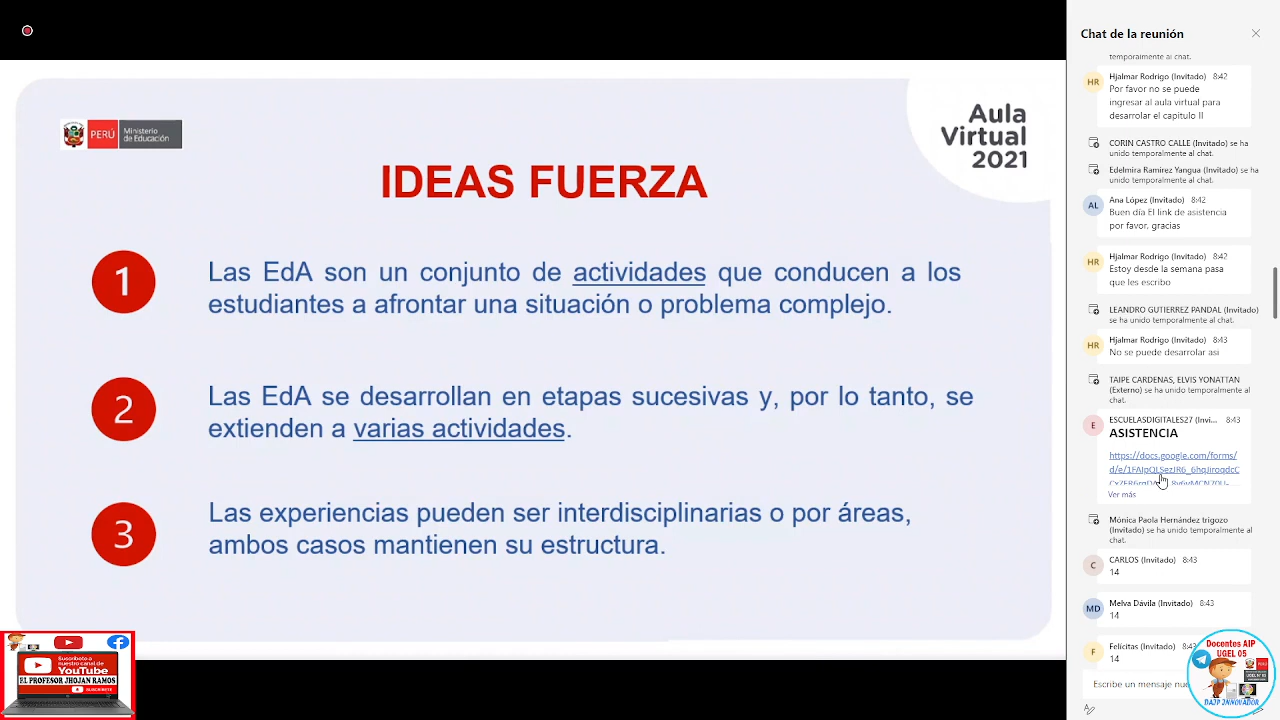 PERÚ
Ministerio
de Educación
Aula
Virtual
2021
IDEAS FUERZA
1
Las EdA son un conjunto de actividades que conducen a los
estudiantes a afrontar una situación o problema complejo.
2
Las EdA se desarrollan en etapas sucesivas y, por lo tanto, se
extienden a varias actividades.
3
Las experiencias pueden ser interdisciplinarias o por áreas,
ambos casos mantienen su estructura.
Suscríbete a
nuestro canal de
YouTube
EL PROFESOR JHOJAN RAMOS
SUSCRÍBETE
Chat de la reunión
temporalmente al chat.
HR
Hjalmar Rodrigo (Invitado) 8:42
Por favor no se puede
ingresar al aula virtual para
desarrollar el capitulo II
CORIN CASTRO CALLE (Invitado) se ha
unido temporalmente al chat.
Edelmira Ramírez Yangua (Invitado) se ha
unido temporalmente al chat.
AL
Ana López (Invitado) 8:42
Buen día El link de asistencia
por favor, gracias
HR
Hjalmar Rodrigo (Invitado) 8:42
Estoy desde la semana pasa
que les escribo
LEANDRO GUTIERREZ PANDAL (Invitado)
se ha unido temporalmente al chat.
HR
Hjalmar Rodrigo (Invitado) 8:43
No se puede desarrolar asi
TAIPE CARDENAS, ELVIS YONATTAN
(Externo) se ha unido temporalmente al
chat.
E
ESCUELASDIGITALES27 (Invi... 8:43
ASISTENCIA
https://docs.google.com/forms/
Ver más
Mónica Paola Hernández trigozo
(Invitado) se ha unido temporalmente al
chat.
C
CARLOS (Invitado) 8:43
14
MD
Melva Dávila (Invitado) 8:43
14
F
Felícitas (Invitado)
14
Escribe un mensaje nu
Docentes AIP
UGEL 05
DAIP INNOVADOR